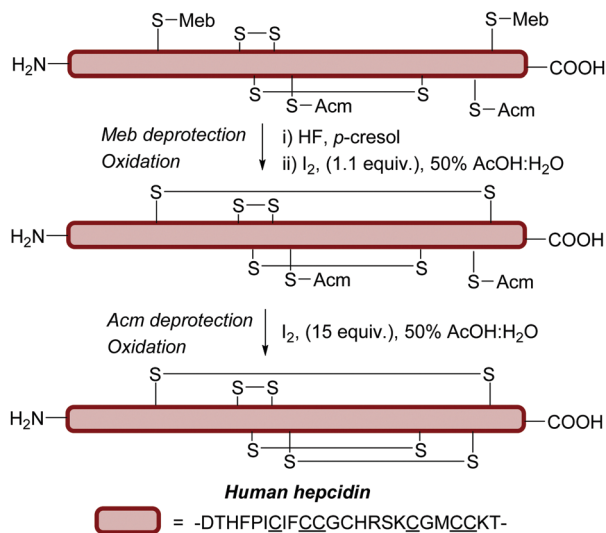 S–Meb S–S S–Meb
H₂N COOH
S S–Acm S S–Acm
Meb deprotection i) HF, p-cresol
Oxidation ii) I₂, (1.1 equiv.), 50% AcOH:H₂O
S S–S S
H₂N COOH
S S–Acm S S–Acm
Acm deprotection
Oxidation I₂, (15 equiv.), 50% AcOH:H₂O
S S–S S
H₂N COOH
S S S S
Human hepcidin
= -DTHFPICIFCCGCHRSKCGMCCKT-